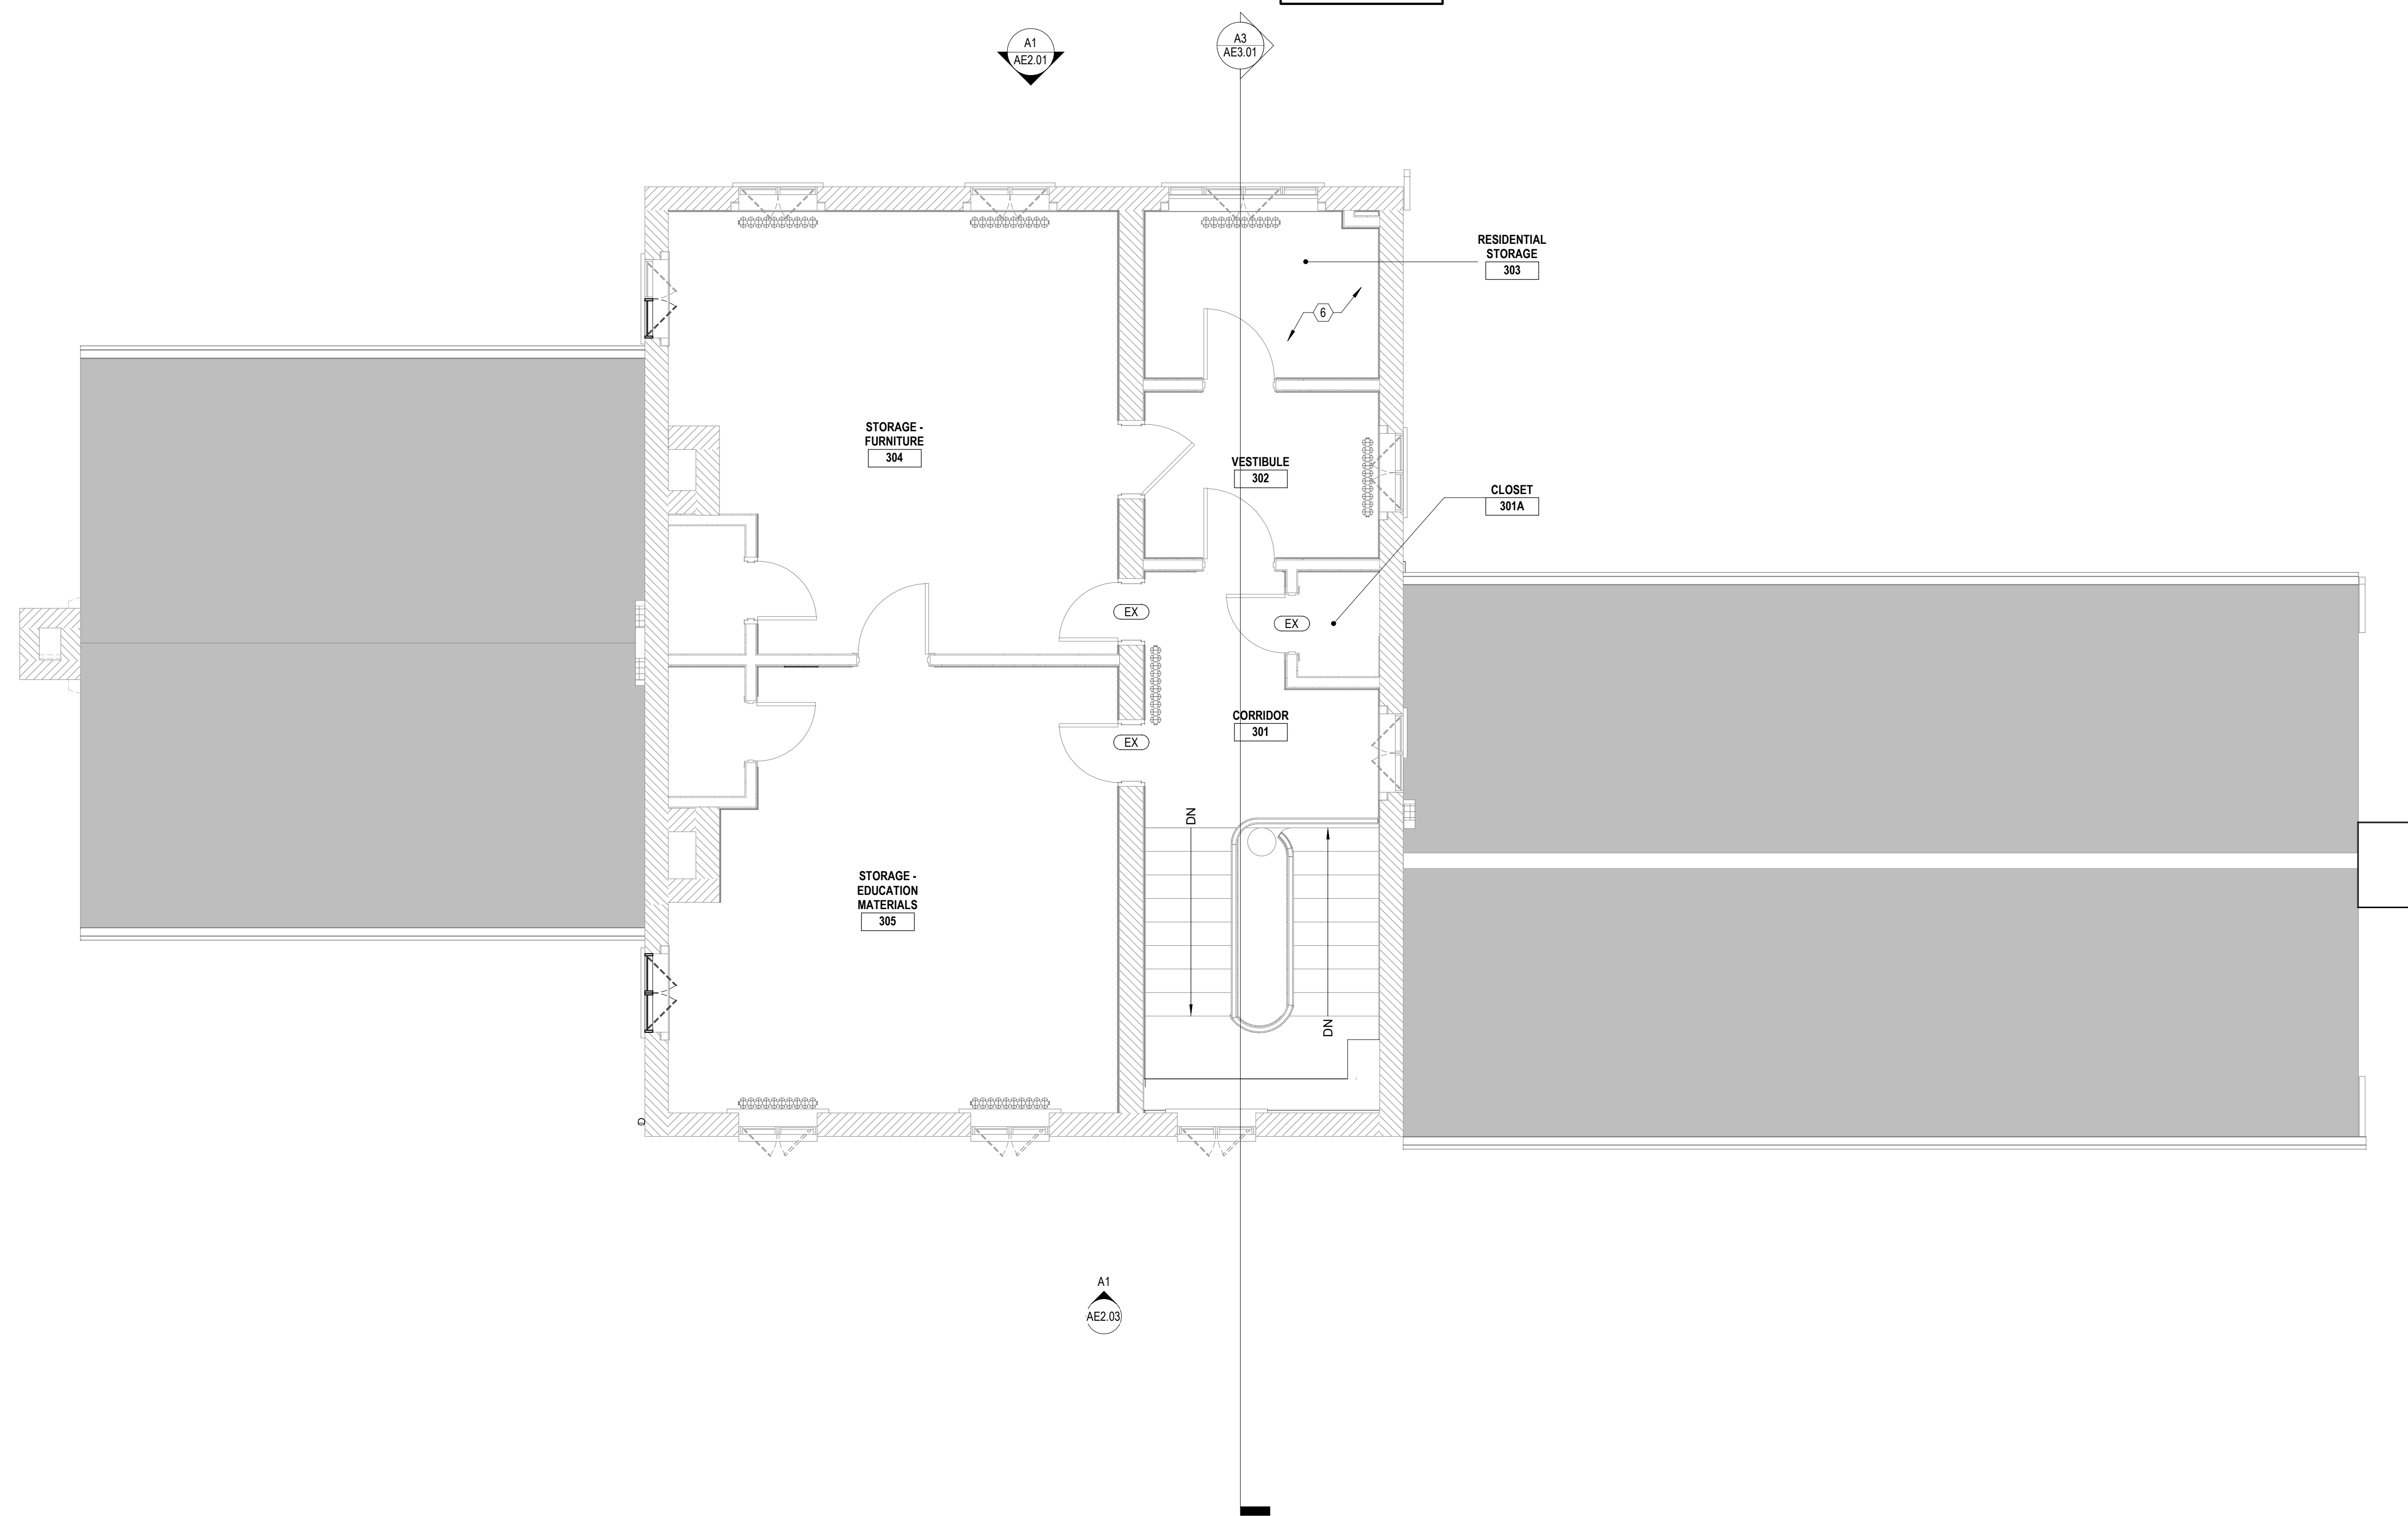 A1
AE2.01
A3
AE3.01
RESIDENTIAL
STORAGE
303
6
STORAGE -
FURNITURE
304
VESTIBULE
302
CLOSET
301A
EX
EX
EX
CORRIDOR
301
DN
STORAGE -
EDUCATION
MATERIALS
305
DN
D
A1
AE2.03